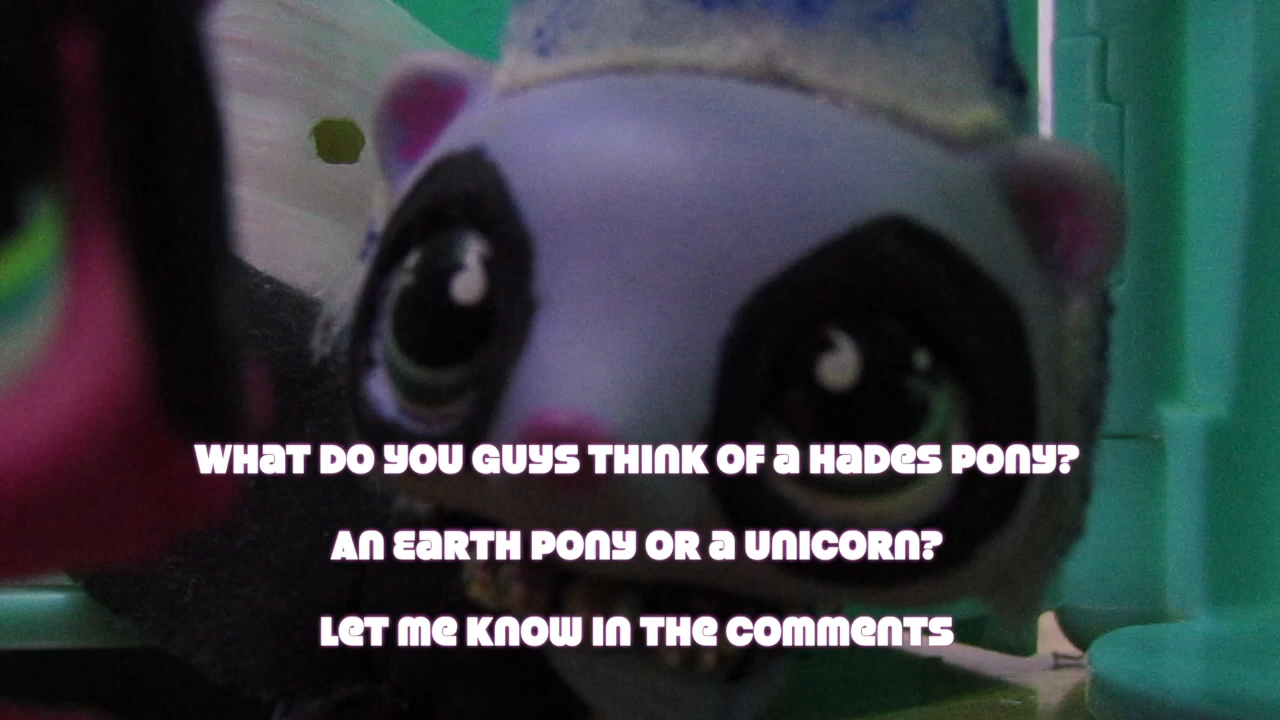 What do you guys think of a Hades pony?
An earth pony or a unicorn?
Let me know in the comments